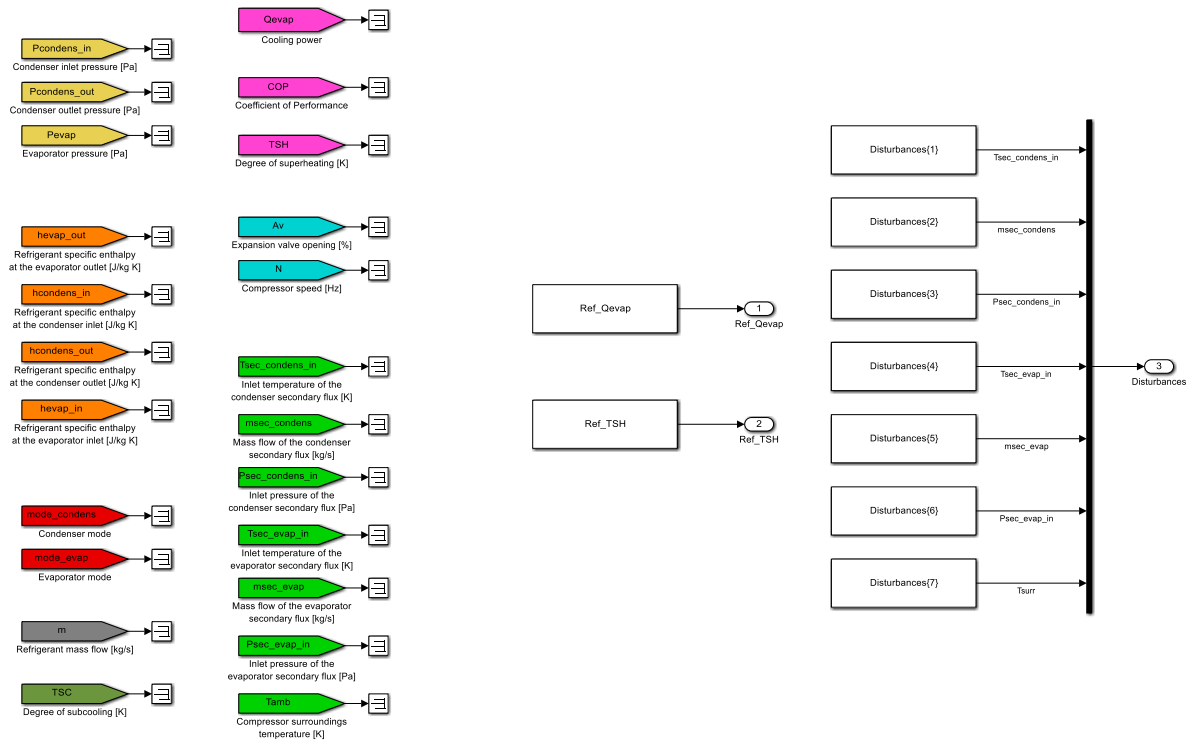 Pcondens_in
Condenser inlet pressure [Pa]
Pcondens_out
Condenser outlet pressure [Pa]
Pevap
Evaporator pressure [Pa]
hevap_out
Refrigerant specific enthalpy
at the evaporator outlet [J/kg K]
hcondens_in
Refrigerant specific enthalpy
at the condenser inlet [J/kg K]
hcondens_out
Refrigerant specific enthalpy
at the condenser outlet [J/kg K]
hevap_in
Refrigerant specific enthalpy
at the evaporator inlet [J/kg K]
mode_condens
Condenser mode
mode_evap
Evaporator mode
m
Refrigerant mass flow [kg/s]
TSC
Degree of subcooling [K]
Qevap
Cooling power
COP
Coefficient of Performance
TSH
Degree of superheating [K]
Av
Expansion valve opening [%]
N
Compressor speed [Hz]
Tsec_condens_in
Inlet temperature of the
condenser secondary flux [K]
msec_condens
Mass flow of the condenser
secondary flux [kg/s]
Psec_condens_in
Inlet pressure of the
condenser secondary flux [Pa]
Tsec_evap_in
Inlet temperature of the
evaporator secondary flux [K]
msec_evap
Mass flow of the evaporator
secondary flux [kg/s]
Psec_evap_in
Inlet pressure of the
evaporator secondary flux [Pa]
Tamb
Compressor surroundings
temperature [K]
Ref_Qevap
1
Ref_Qevap
Ref_TSH
2
Ref_TSH
Disturbances{1}
Tsec_condens_in
Disturbances{2}
msec_condens
Disturbances{3}
Psec_condens_in
Disturbances{4}
Tsec_evap_in
Disturbances{5}
msec_evap
Disturbances{6}
Psec_evap_in
Disturbances{7}
Tsurr
3
Disturbances